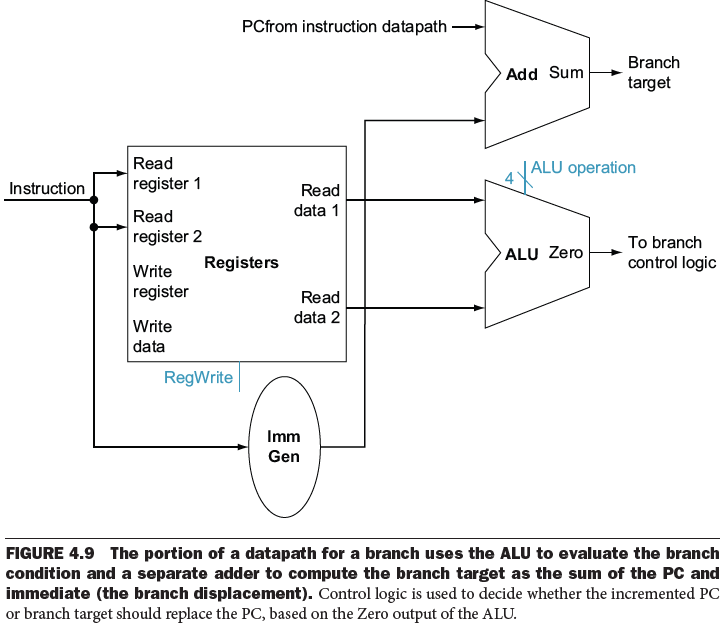 PCfrom instruction datapath
Add Sum
Branch
target
Instruction
Read
register 1
Read
register 2
Write
register
Write
data
Registers
Read
data 1
Read
data 2
RegWrite
4
ALU operation
ALU Zero
To branch
control logic
Imm
Gen
FIGURE 4.9 The portion of a datapath for a branch uses the ALU to evaluate the branch
condition and a separate adder to compute the branch target as the sum of the PC and
immediate (the branch displacement). Control logic is used to decide whether the incremented PC
or branch target should replace the PC, based on the Zero output of the ALU.